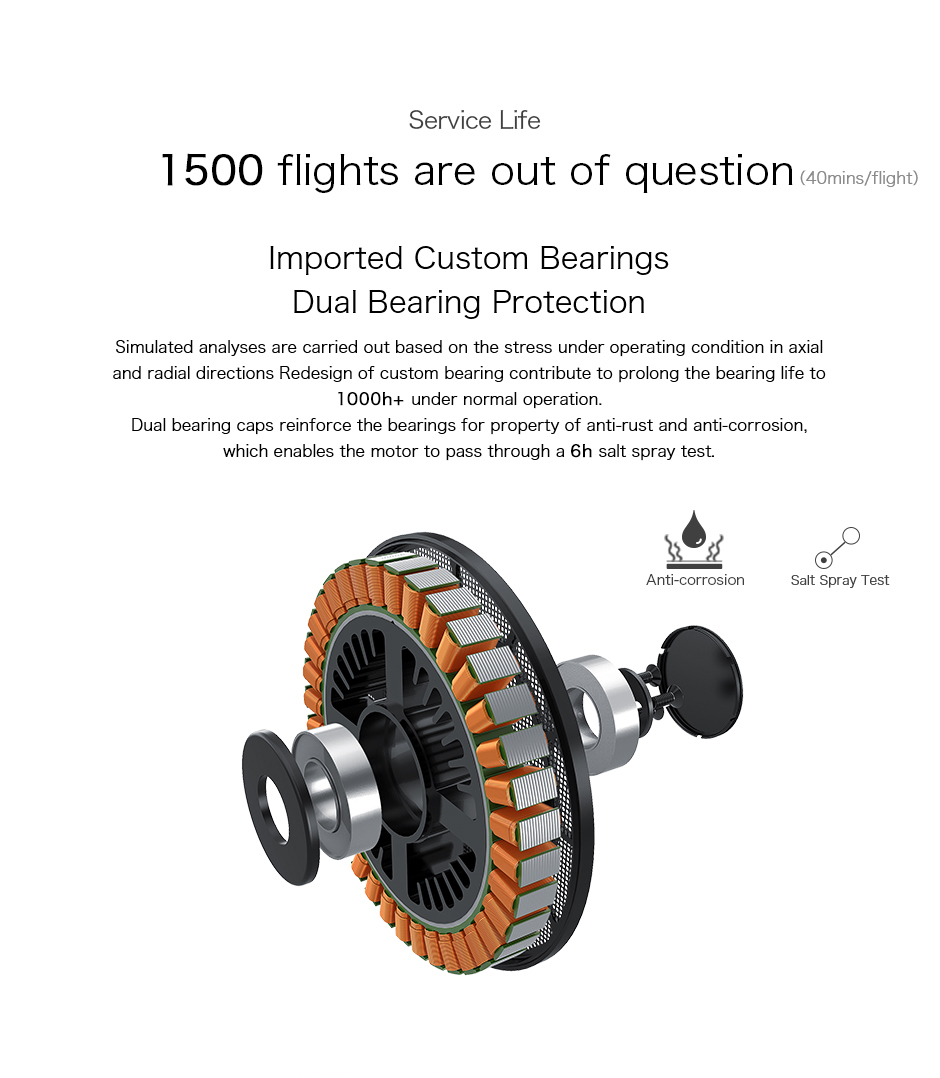 Service Life
1500 flights are out of question (40mins/flight)
Imported Custom Bearings
Dual Bearing Protection
Simulated analyses are carried out based on the stress under operating condition in axial
and radial directions Redesign of custom bearing contribute to prolong the bearing life to
1000h+ under normal operation.
Dual bearing caps reinforce the bearings for property of anti-rust and anti-corrosion,
which enables the motor to pass through a 6h salt spray test.
Anti-corrosion
Salt Spray Test